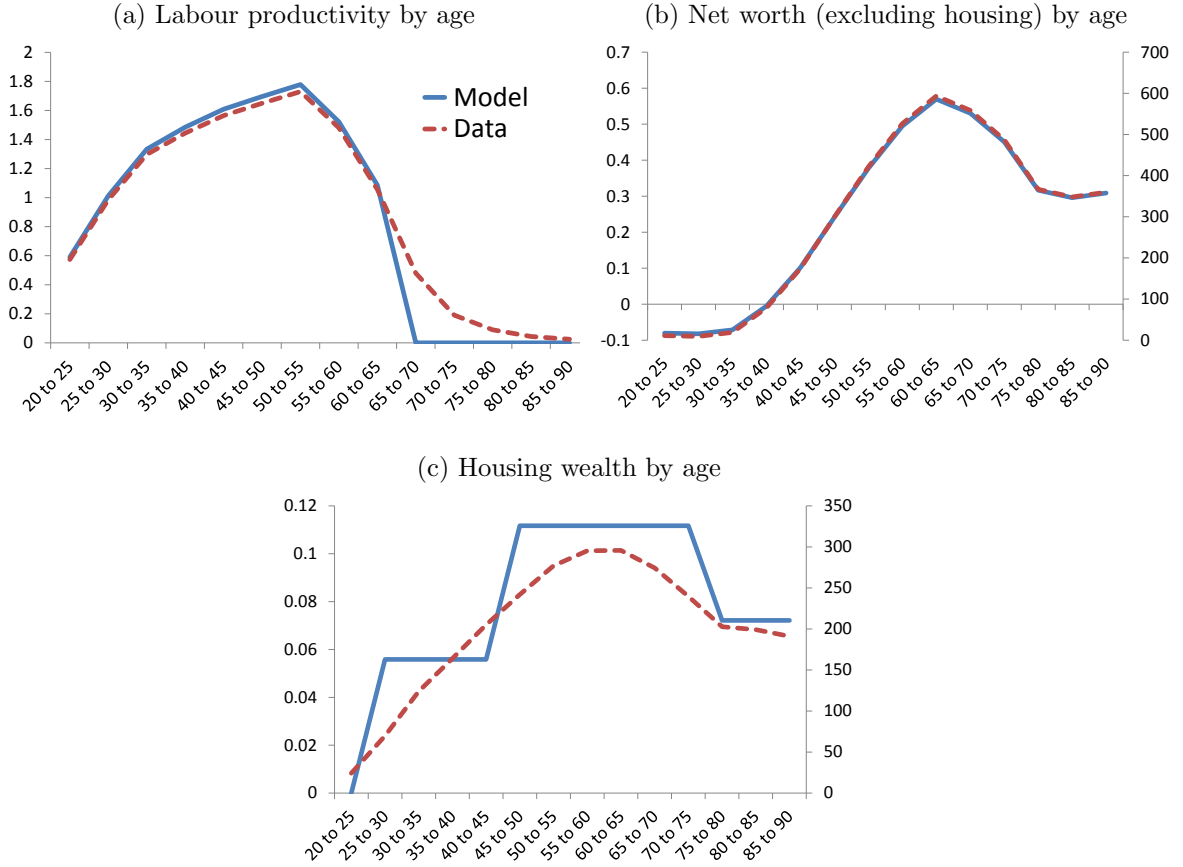 (a) Labour productivity by age
2
1.8
1.6
1.4
1.2
1
0.8
0.6
0.4
0.2
0
Model
Data
20 to 25
25 to 30
30 to 35
35 to 40
40 to 45
45 to 50
50 to 55
55 to 60
60 to 65
65 to 70
70 to 75
75 to 80
80 to 85
85 to 90
(b) Net worth (excluding housing) by age
0.7
0.6
0.5
0.4
0.3
0.2
0.1
0
-0.1
700
600
500
400
300
200
100
0
20 to 25
25 to 30
30 to 35
35 to 40
40 to 45
45 to 50
50 to 55
55 to 60
60 to 65
65 to 70
70 to 75
75 to 80
80 to 85
85 to 90
(c) Housing wealth by age
0.12
0.1
0.08
0.06
0.04
0.02
0
350
300
250
200
150
100
50
0
20 to 25
25 to 30
30 to 35
35 to 40
40 to 45
45 to 50
50 to 55
55 to 60
60 to 65
65 to 70
70 to 75
75 to 80
80 to 85
85 to 90